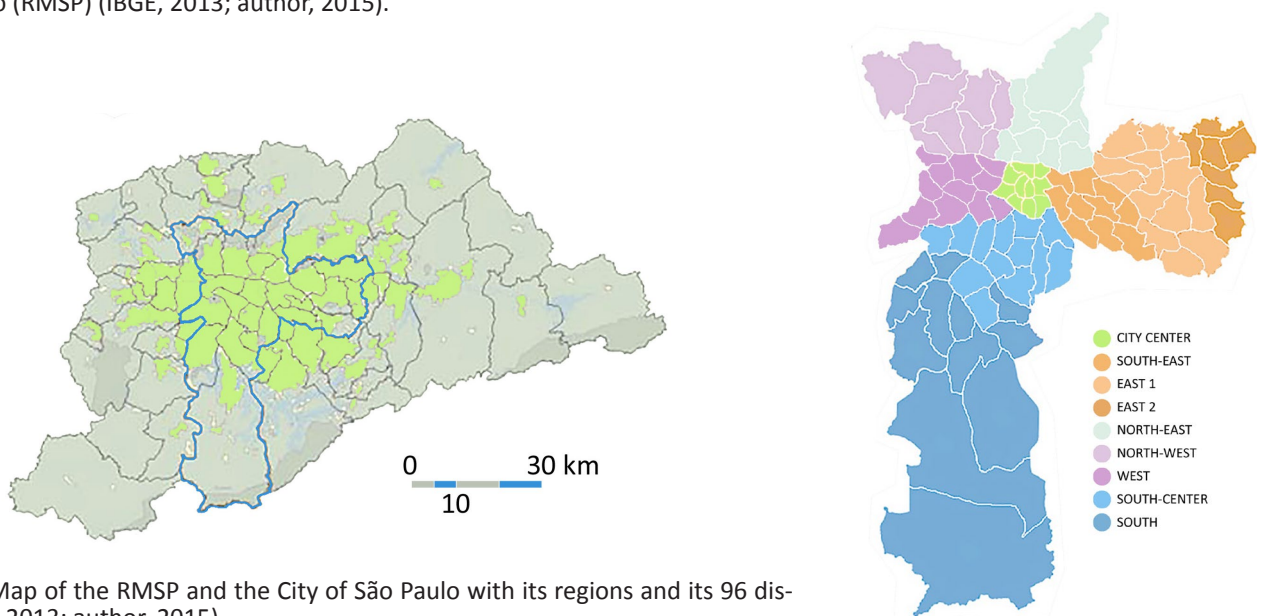 (RMSP) (IBGE, 2013; author, 2015).
0 30 km
10
CITY CENTER
SOUTH-EAST
EAST 1
EAST 2
NORTH-EAST
NORTH-WEST
WEST
SOUTH-CENTER
SOUTH
Map of the RMSP and the City of São Paulo with its regions and its 96 dis-
2013; author, 2015)